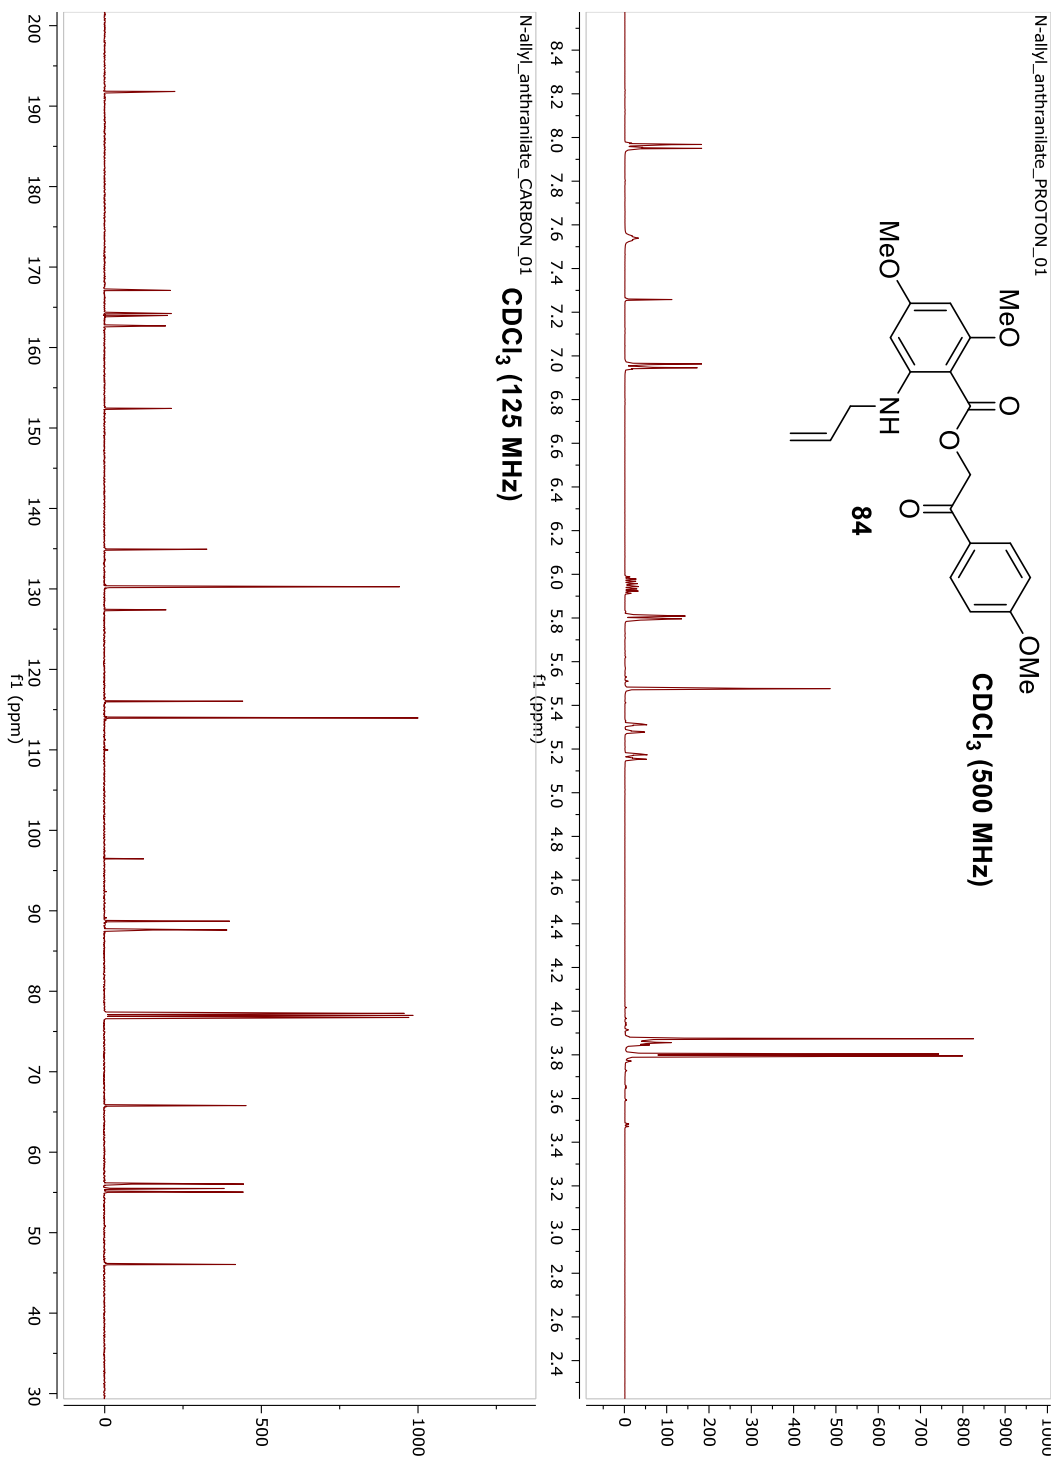 N-allyl_anthranilate_PROTON_01
CDCl3 (500 MHz)
MeO
MeO
O
O
NH
O
OMe
84
8.4 8.2 8.0 7.8 7.6 7.4 7.2 7.0 6.8 6.6 6.4 6.2 6.0 5.8 5.6 5.4 5.2 5.0 4.8 4.6 4.4 4.2 4.0 3.8 3.6 3.4 3.2 3.0 2.8 2.6 2.4
f1 (ppm)
1000
900
800
700
600
500
400
300
200
100
0
N-allyl_anthranilate_CARBON_01
CDCl3 (125 MHz)
200 190 180 170 160 150 140 130 120 110 100 90 80 70 60 50 40 30
f1 (ppm)
1000
500
0